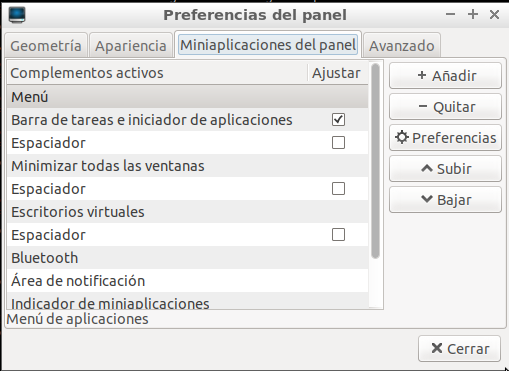 Preferencias del panel
Geometría Apariencia Miniaplicaciones del panel Avanzado
Complementos activos Ajustar
Menú
Barra de tareas e iniciador de aplicaciones
Espaciador
Minimizar todas las ventanas
Espaciador
Escritorios virtuales
Espaciador
Bluetooth
Área de notificación
Indicador de miniaplicaciones
Menú de aplicaciones
Añadir
Quitar
Preferencias
Subir
Bajar
Cerrar